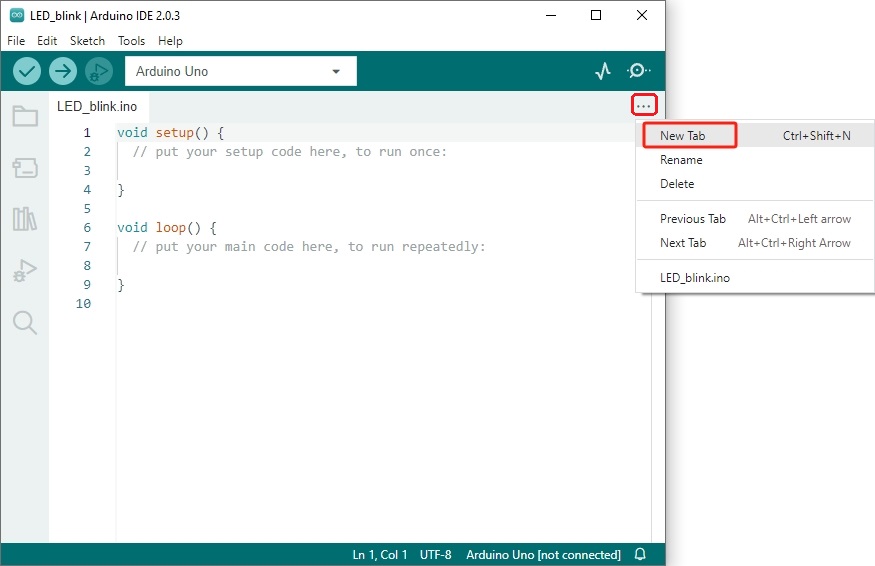 LED_blink | Arduino IDE 2.0.3
File Edit Sketch Tools Help
Arduino Uno
LED_blink.ino
...
1 void setup() {
2 // put your setup code here, to run once:
3
4 }
5
6 void loop() {
7 // put your main code here, to run repeatedly:
8
9 }
10
New Tab Ctrl+Shift+N
Rename
Delete
Previous Tab Alt+Ctrl+Left arrow
Next Tab Alt+Ctrl+Right Arrow
LED_blink.ino
Ln 1, Col 1 UTF-8 Arduino Uno [not connected]